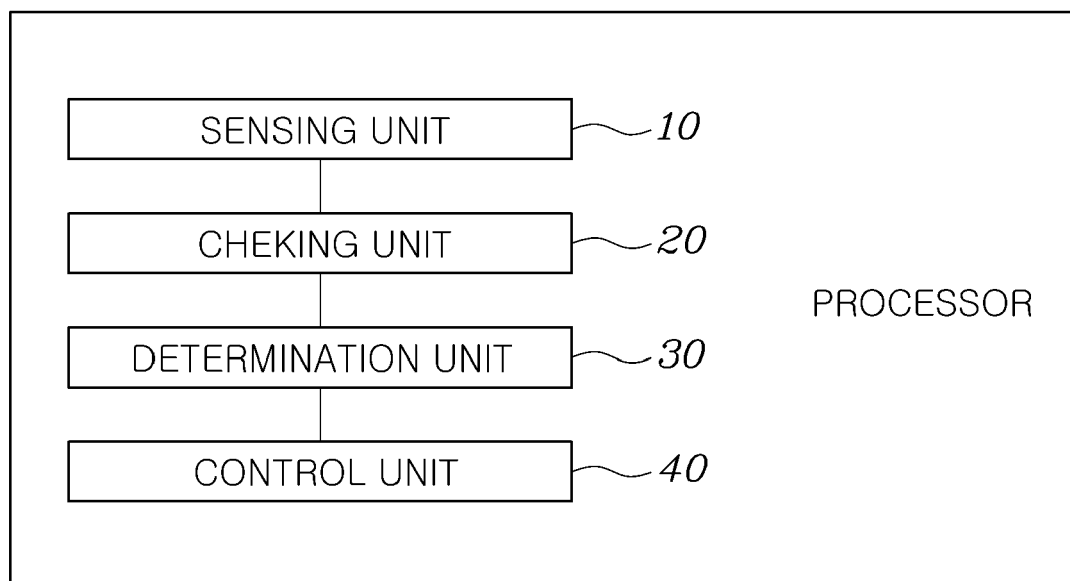 SENSING UNIT 10
CHEKING UNIT 20
PROCESSOR
DETERMINATION UNIT 30
CONTROL UNIT 40